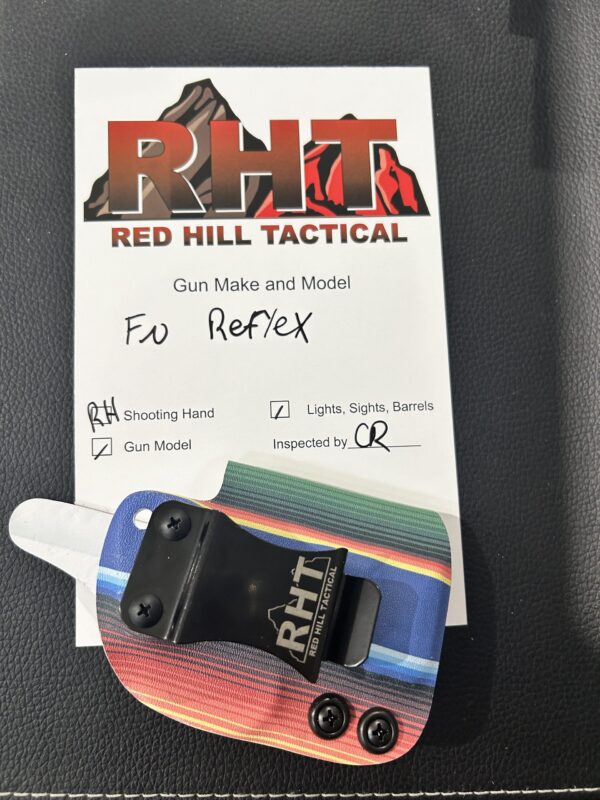 RHT
RED HILL TACTICAL
Gun Make and Model
FN Reflex
RH Shooting Hand
Lights, Sights, Barrels
Gun Model
Inspected by CR
RHT
RED HILL TACTICAL